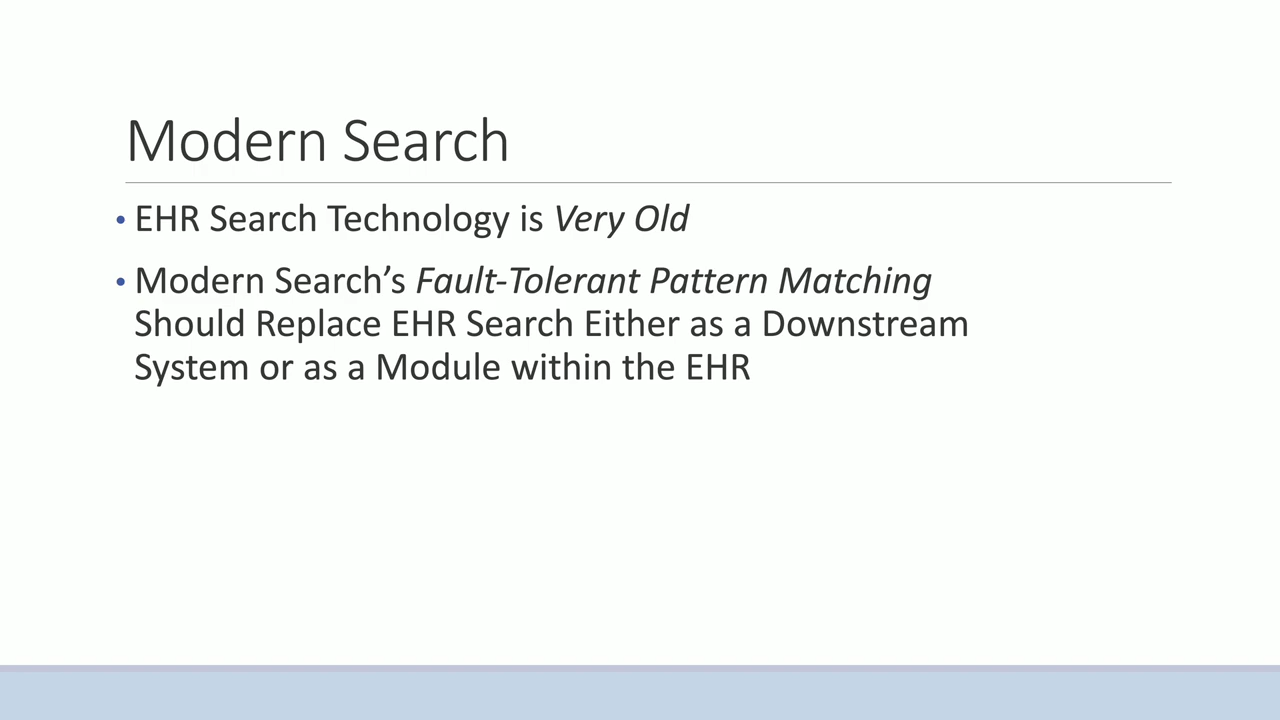 Modern Search
• EHR Search Technology is Very Old
• Modern Search’s Fault-Tolerant Pattern Matching
Should Replace EHR Search Either as a Downstream
System or as a Module within the EHR